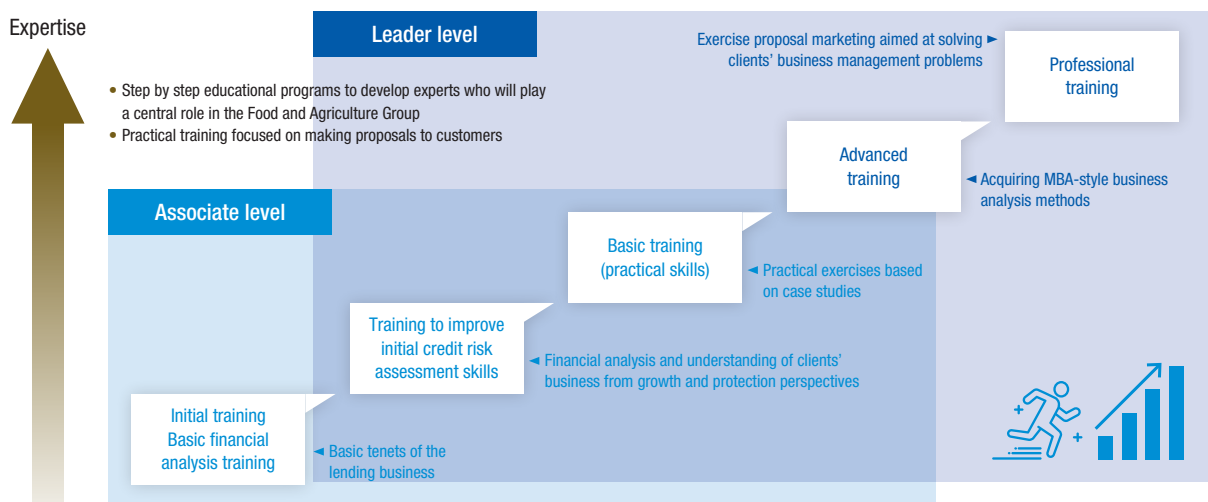 Expertise
Leader level
• Step by step educational programs to develop experts who will play
a central role in the Food and Agriculture Group
• Practical training focused on making proposals to customers
Exercise proposal marketing aimed at solving ►
clients’ business management problems
Professional
training
Advanced
training
◄ Acquiring MBA-style business
analysis methods
Associate level
Basic training
(practical skills)
◄ Practical exercises based
on case studies
Training to improve
initial credit risk
assessment skills
◄ Financial analysis and understanding of clients’
business from growth and protection perspectives
Initial training
Basic financial
analysis training
◄ Basic tenets of the
lending business